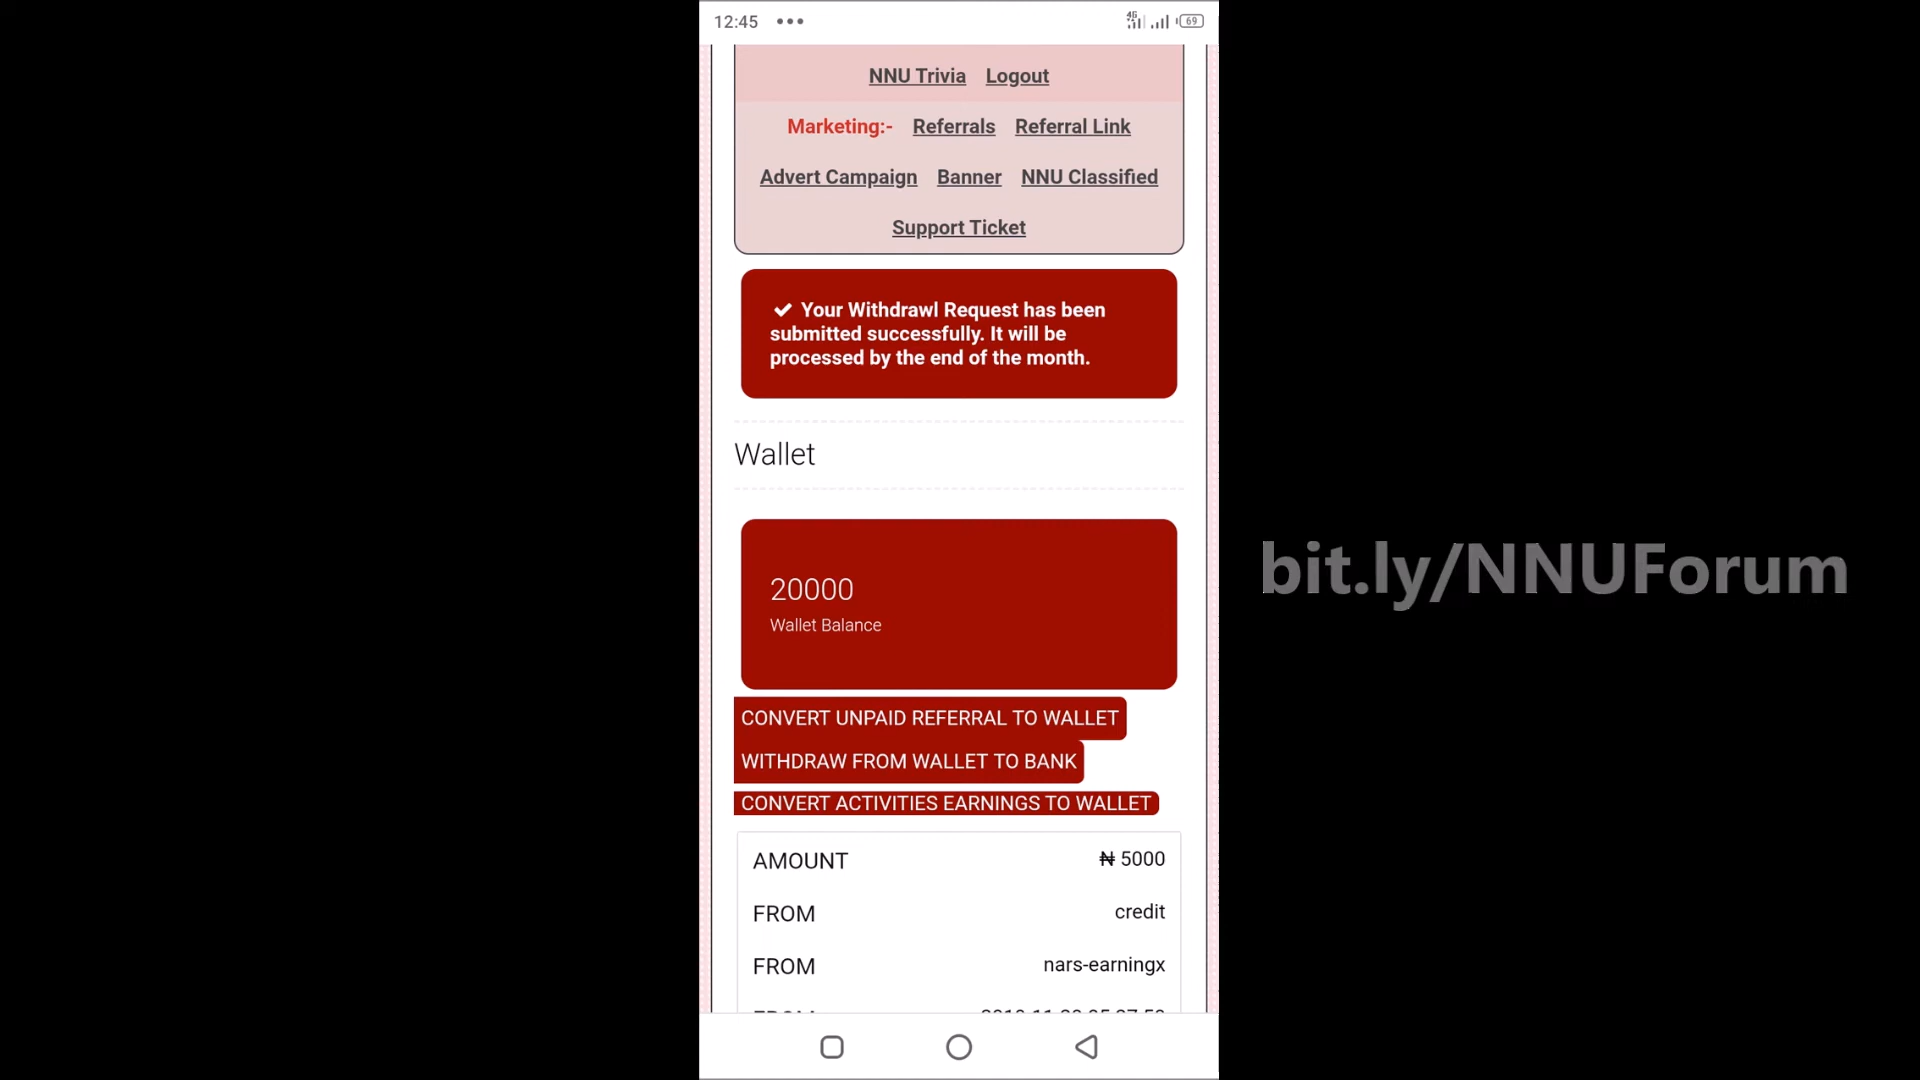 12:45
4G
69
NNU Trivia Logout
Marketing:- Referrals Referral Link
Advert Campaign Banner NNU Classified
Support Ticket
✔ Your Withdrawl Request has been
submitted successfully. It will be
processed by the end of the month.
Wallet
20000
Wallet Balance
bit.ly/NNUForum
CONVERT UNPAID REFERRAL TO WALLET
WITHDRAW FROM WALLET TO BANK
CONVERT ACTIVITIES EARNINGS TO WALLET
AMOUNT ₦ 5000
FROM credit
FROM nars-earningx
FROM